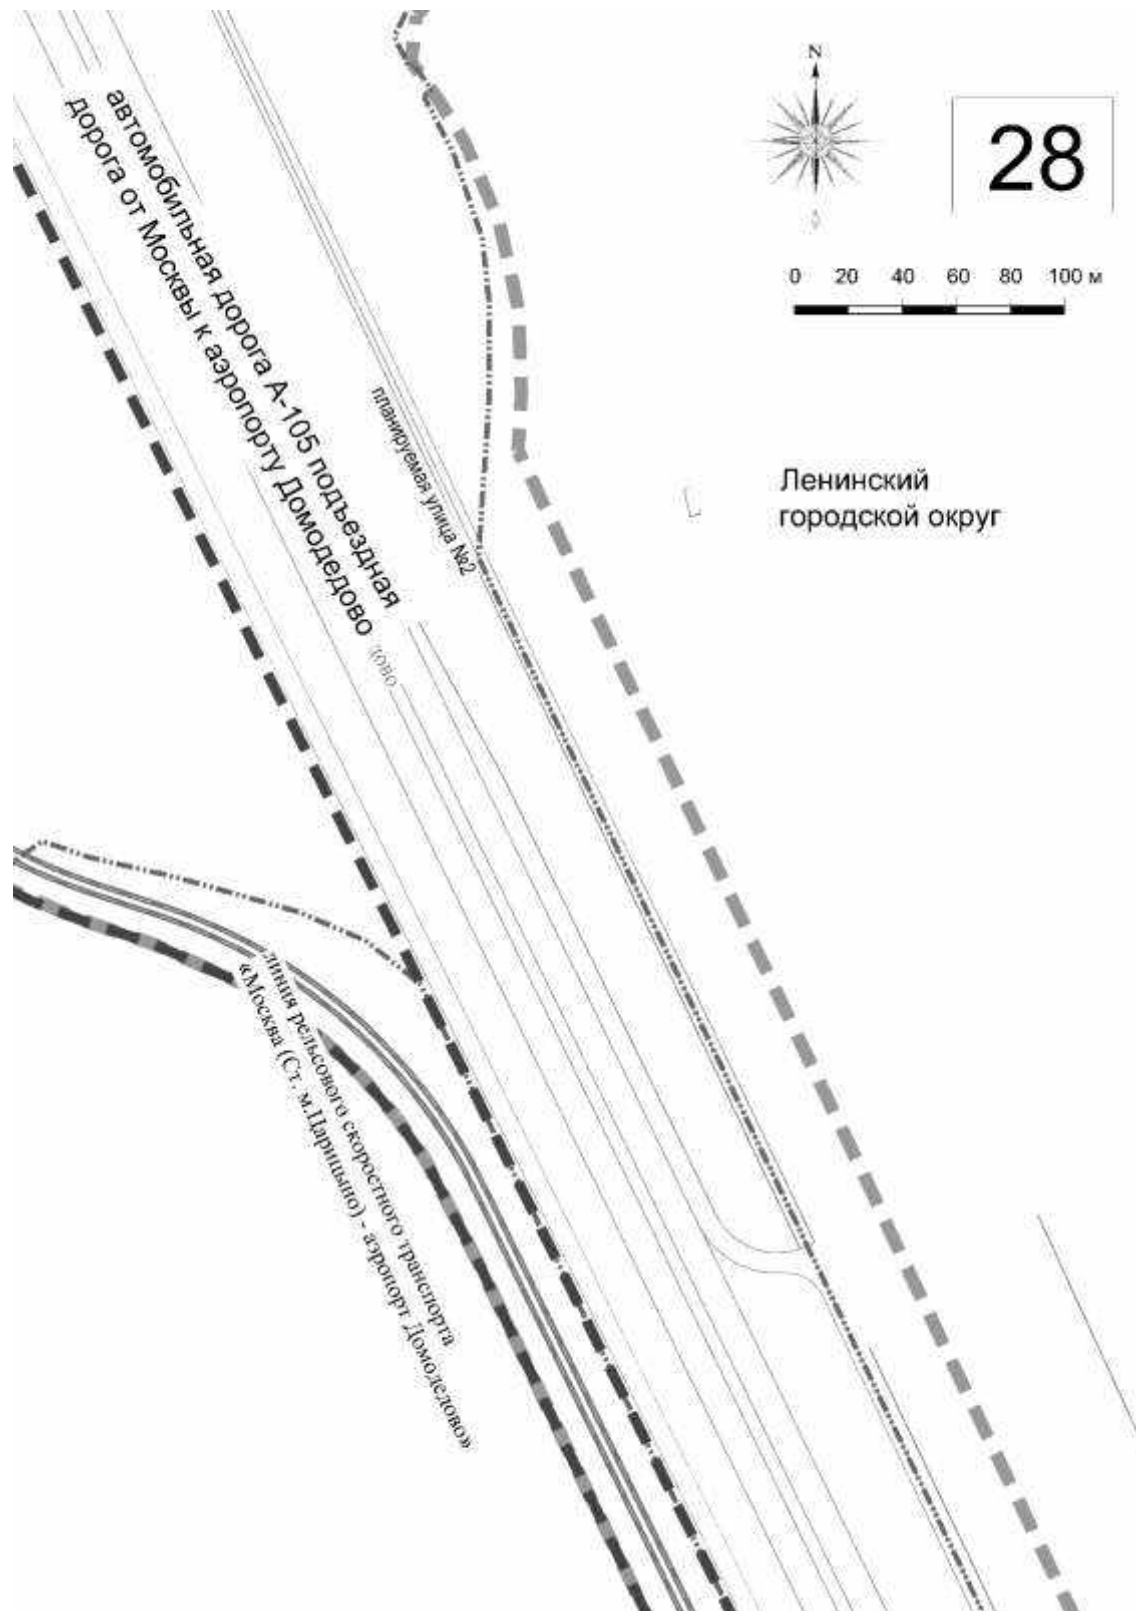 N
28
0 20 40 60 80 100 м
автомобильная дорога А-105 подъездная
дорога от Москвы к аэропорту Домодедово
дово
планируемая улица №2
Ленинский
городской округ
линия рельсового скоростного транспорта
«Москва (Ст. м.Царицыно) - аэропорт Домодедово»